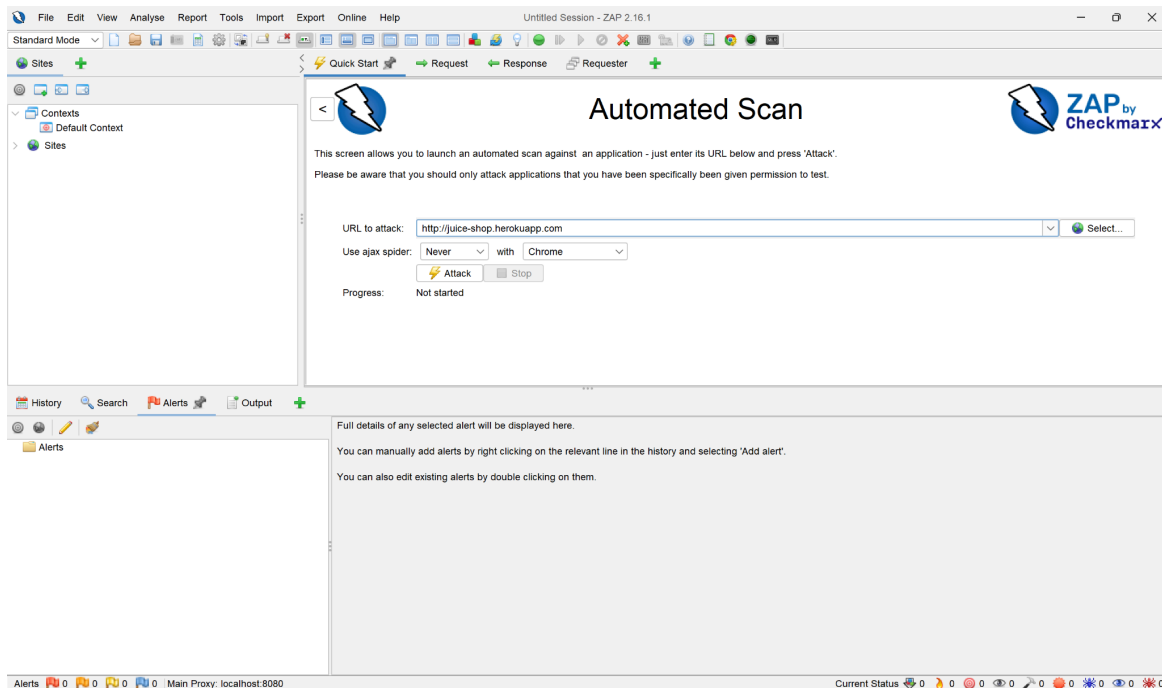 File Edit View Analyse Report Tools Import Export Online Help Untitled Session - ZAP 2.16.1
Standard Mode
Sites
Quick Start Request Response Requester
Contexts
Default Context
Sites
<
Automated Scan
ZAP by
Checkmarx
This screen allows you to launch an automated scan against an application - just enter its URL below and press 'Attack'.
Please be aware that you should only attack applications that you have been specifically been given permission to test.
URL to attack: http://juice-shop.herokuapp.com Select...
Use ajax spider: Never with Chrome
Attack Stop
Progress: Not started
History Search Alerts Output
Alerts
Full details of any selected alert will be displayed here.
You can manually add alerts by right clicking on the relevant line in the history and selecting 'Add alert'.
You can also edit existing alerts by double clicking on them.
Alerts 0 0 0 0 Main Proxy: localhost:8080 Current Status 0 0 0 0 0 0 0 0 0